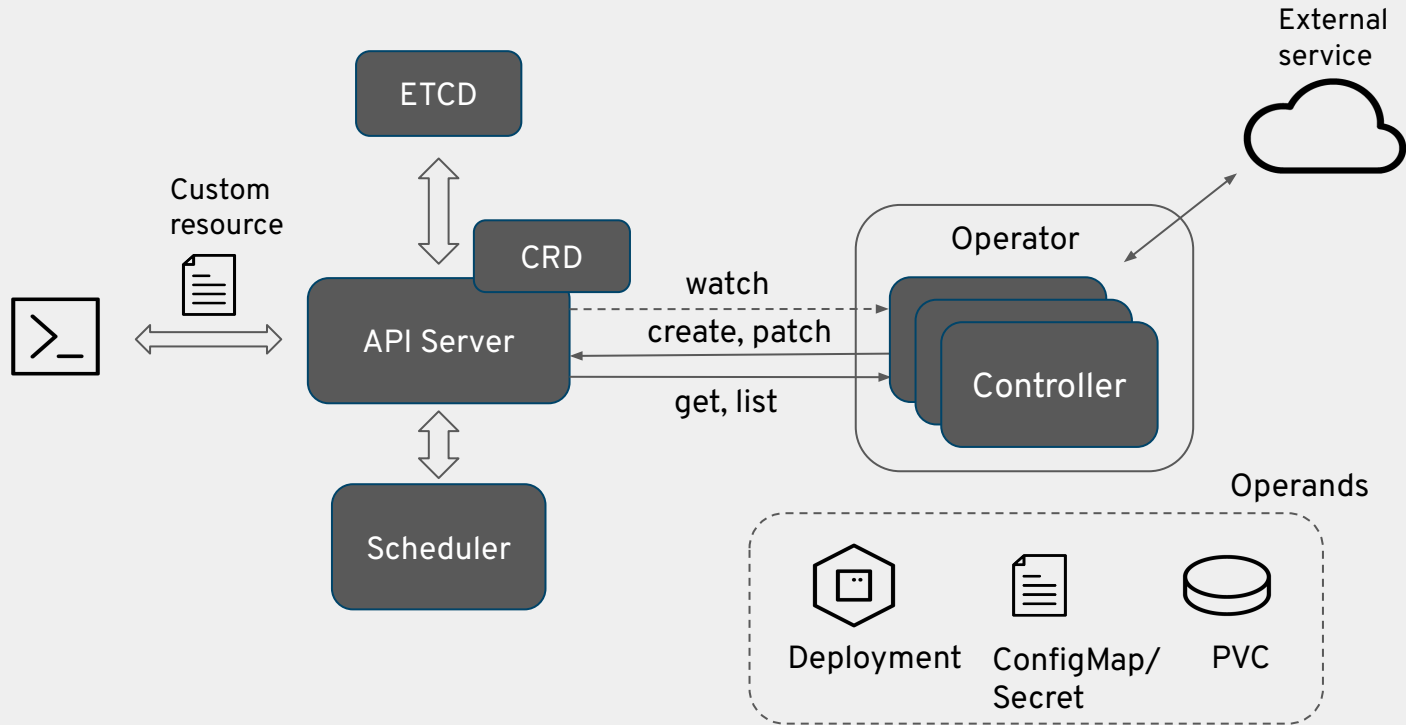 External
service
ETCD
Custom
resource
CRD
Operator
watch
API Server
create, patch
get, list
Controller
Scheduler
Operands
Deployment
ConfigMap/
Secret
PVC